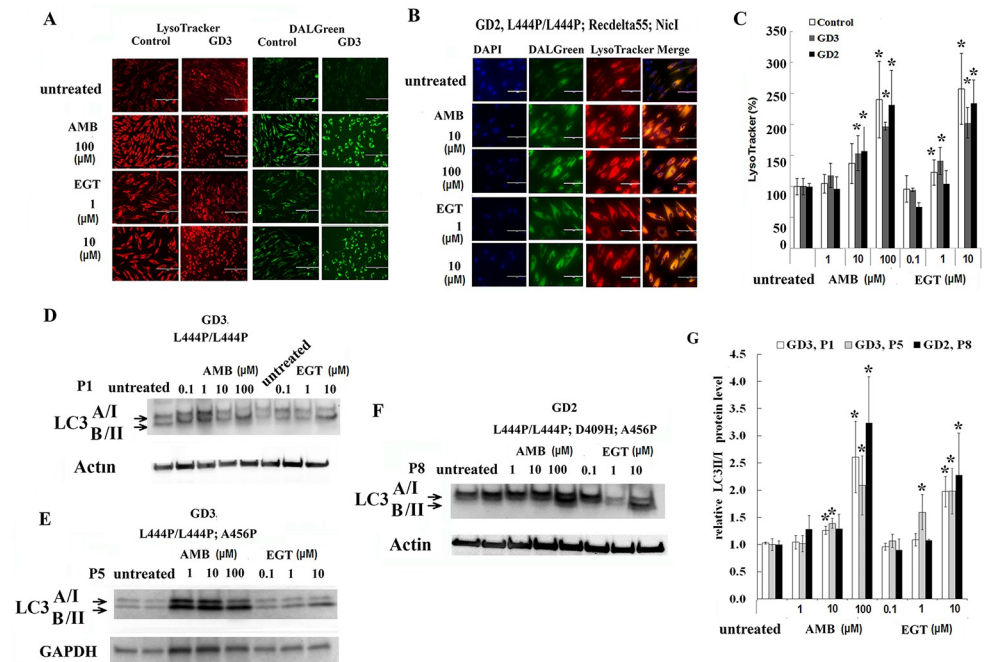 A
LysoTracker DALGreen
Control GD3 Control GD3
untreated
AMB
100
(μM)
EGT
1
(μM)
10
(μM)
B
GD2, L444P/L444P; Recdelta55; NicI
DAPI DALGreen LysoTracker Merge
untreated
AMB
10
(μM)
100
(μM)
EGT
1
(μM)
10
(μM)
C
Control
GD3
GD2
LysoTracker (%)
350
300
250
200
150
100
80
50
0
* * * * * * * * * *
1 10 100 0.1 1 10
untreated AMB (μM) EGT (μM)
D
GD3
L444P/L444P
AMB (μM) untreated EGT (μM)
P1 untreated 0.1 1 10 100 0.1 1 10
LC3 A/I
B/II
Actin
E
GD3
L444P/L444P; A456P
AMB (μM) EGT (μM)
P5 untreated 1 10 100 0.1 1 10
LC3 A/I
B/II
GAPDH
F
GD2
L444P/L444P; D409H; A456P
AMB (μM) EGT (μM)
P8 untreated 1 10 100 0.1 1 10
LC3 A/I
B/II
Actin
G
GD3, P1 GD3, P5 GD2, P8
relative LC3II/I protein level
4.5
4.0
3.5
3.0
2.5
2.0
1.5
1.0
0.5
0.0
* * * * * * * * *
1 10 100 0.1 1 10
untreated AMB (μM) EGT (μM)